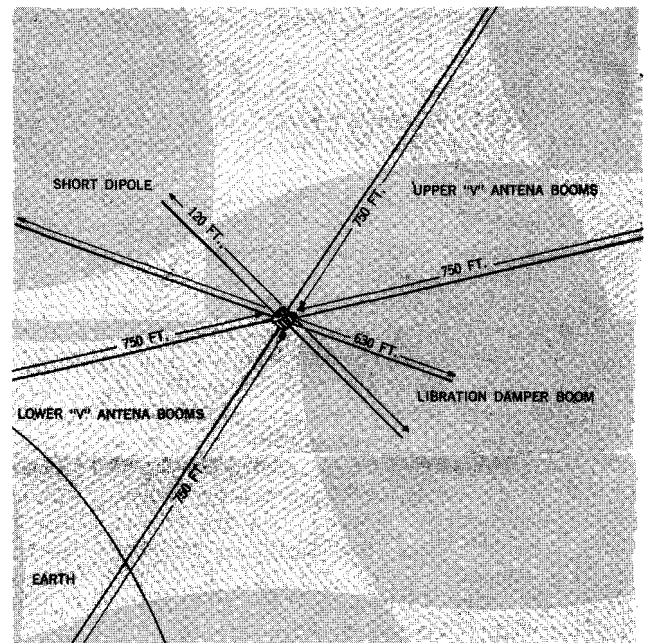 SHORT DIPOLE
120 FT.
750 FT.
UPPER "V" ANTENA BOOMS
750 FT.
750 FT.
630 FT.
LIBRATION DAMPER BOOM
LOWER "V" ANTENA BOOMS
750 FT.
EARTH